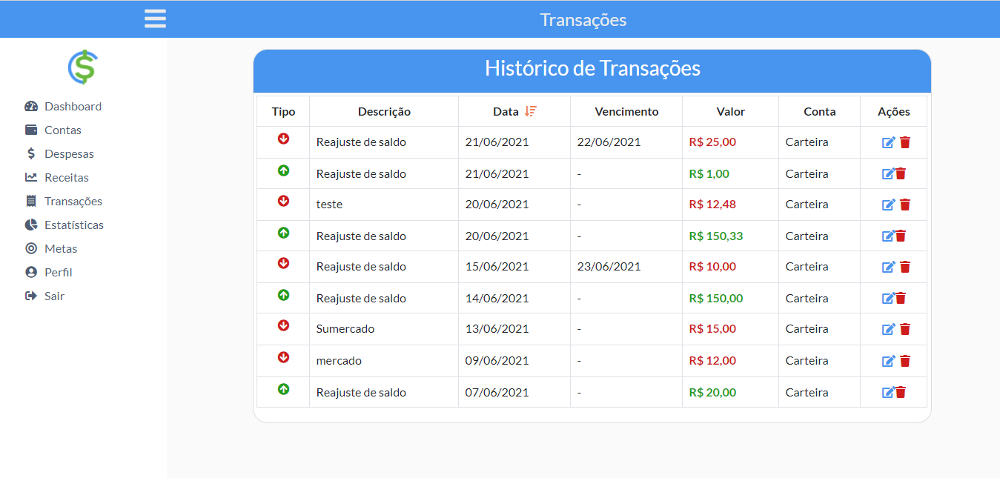 Transações
Dashboard
Contas
Despesas
Receitas
Transações
Estatísticas
Metas
Perfil
Sair
Histórico de Transações
Tipo Descrição Data Vencimento Valor Conta Ações
Reajuste de saldo 21/06/2021 22/06/2021 R$ 25,00 Carteira
Reajuste de saldo 21/06/2021 - R$ 1,00 Carteira
teste 20/06/2021 - R$ 12,48 Carteira
Reajuste de saldo 20/06/2021 - R$ 150,33 Carteira
Reajuste de saldo 15/06/2021 23/06/2021 R$ 10,00 Carteira
Reajuste de saldo 14/06/2021 - R$ 150,00 Carteira
Sumercado 13/06/2021 - R$ 15,00 Carteira
mercado 09/06/2021 - R$ 12,00 Carteira
Reajuste de saldo 07/06/2021 - R$ 20,00 Carteira